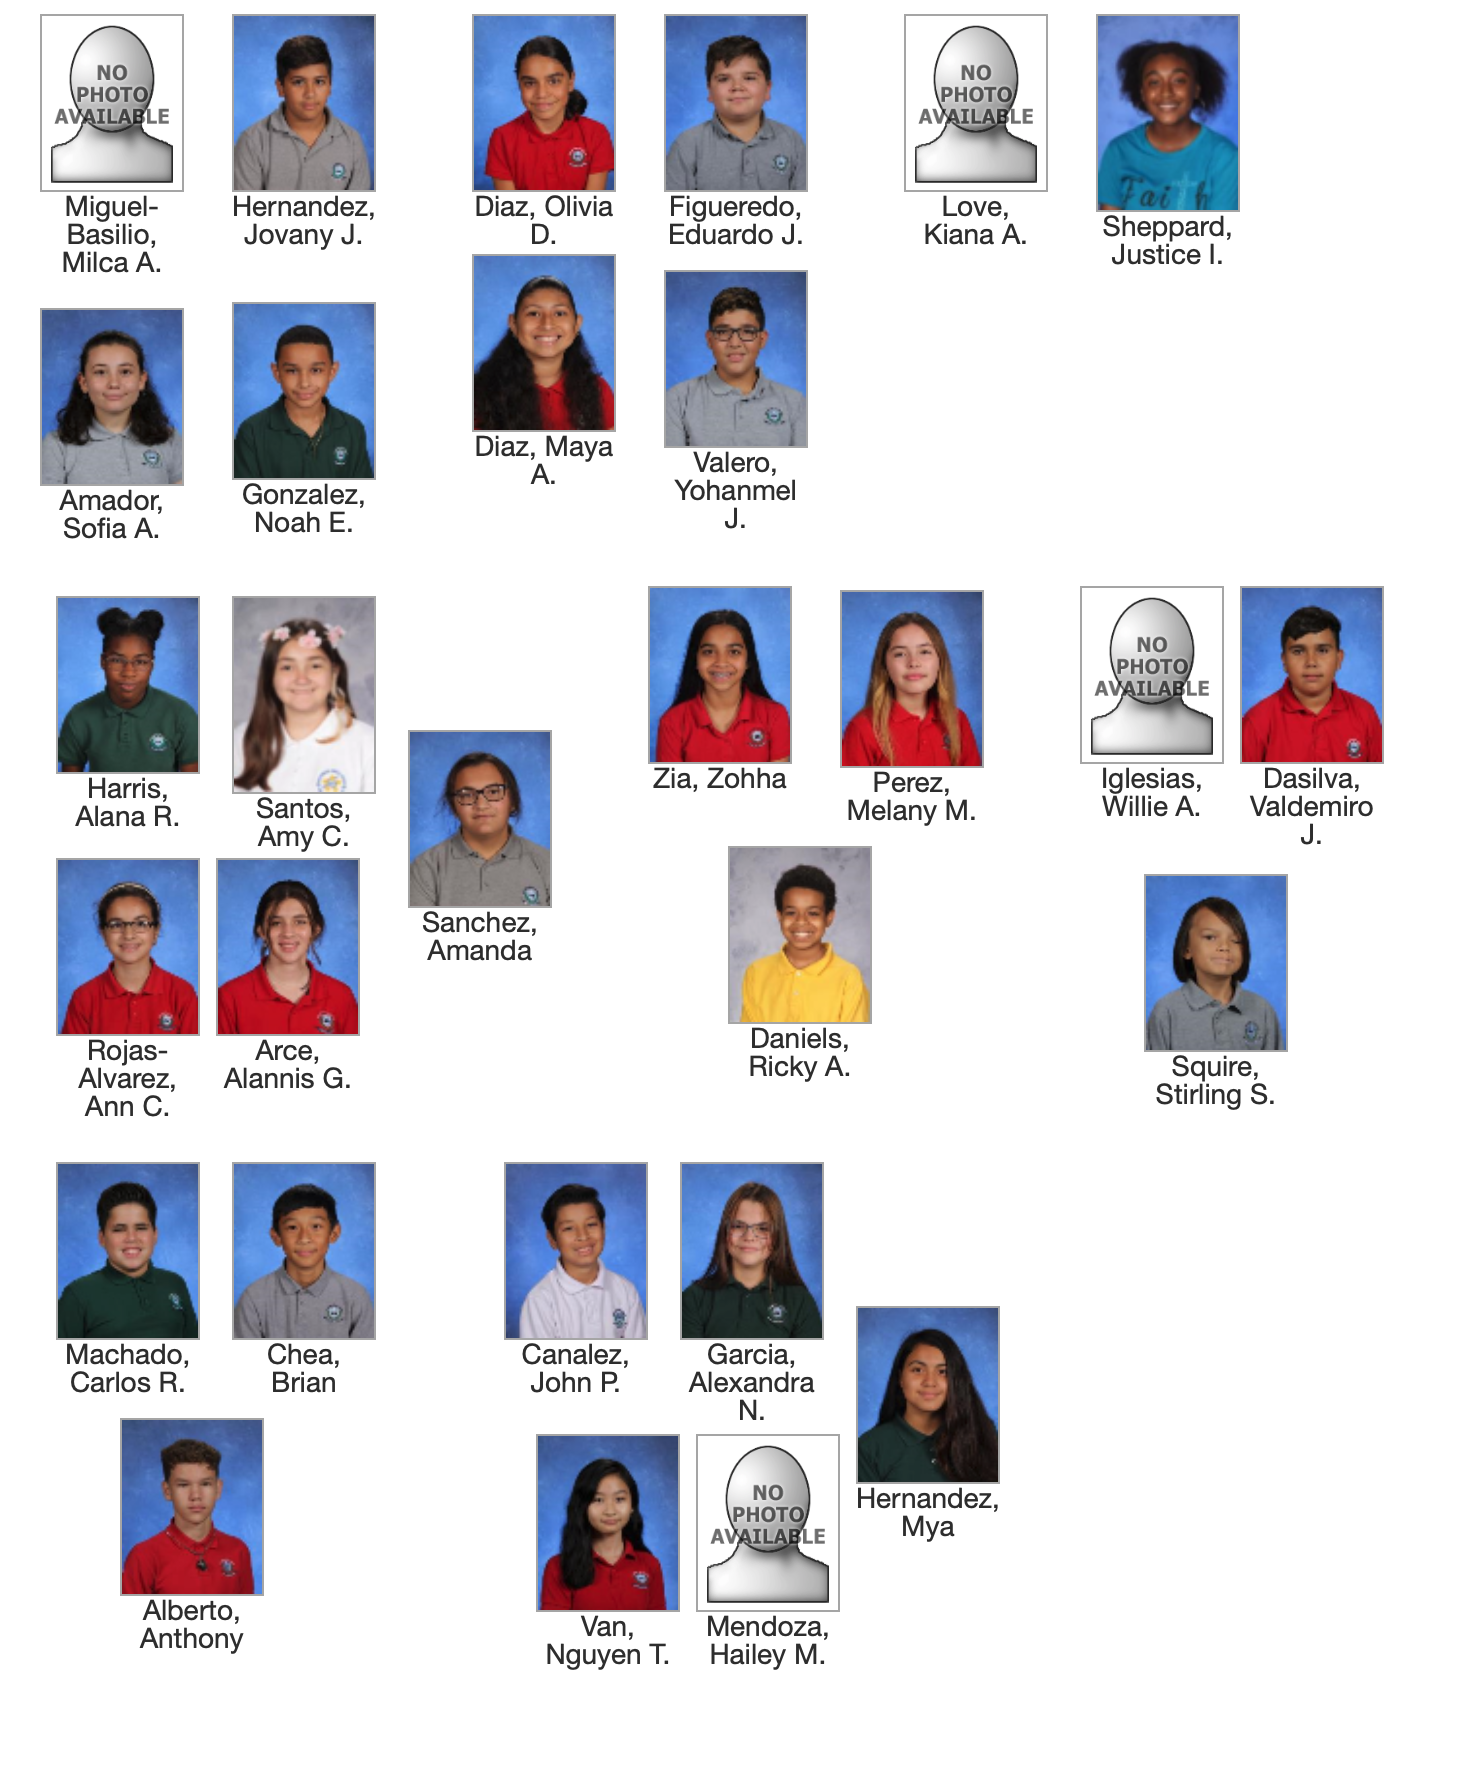 NO
PHOTO
AVAILABLE
Miguel-
Basilio,
Milca A.
Hernandez,
Jovany J.
Diaz, Olivia
D.
Figueredo,
Eduardo J.
NO
PHOTO
AVAILABLE
Love,
Kiana A.
Faith
Sheppard,
Justice I.
Amador,
Sofia A.
Gonzalez,
Noah E.
Diaz, Maya
A.
Valero,
Yohanmel
J.
Harris,
Alana R.
Santos,
Amy C.
Sanchez,
Amanda
Rojas-
Alvarez,
Ann C.
Arce,
Alannis G.
Zia, Zohha
Perez,
Melany M.
Daniels,
Ricky A.
NO
PHOTO
AVAILABLE
Iglesias,
Willie A.
Dasilva,
Valdemiro
J.
Squire,
Stirling S.
Machado,
Carlos R.
Chea,
Brian
Alberto,
Anthony
Canalez,
John P.
Garcia,
Alexandra
N.
Hernandez,
Mya
Van,
Nguyen T.
NO
PHOTO
AVAILABLE
Mendoza,
Hailey M.